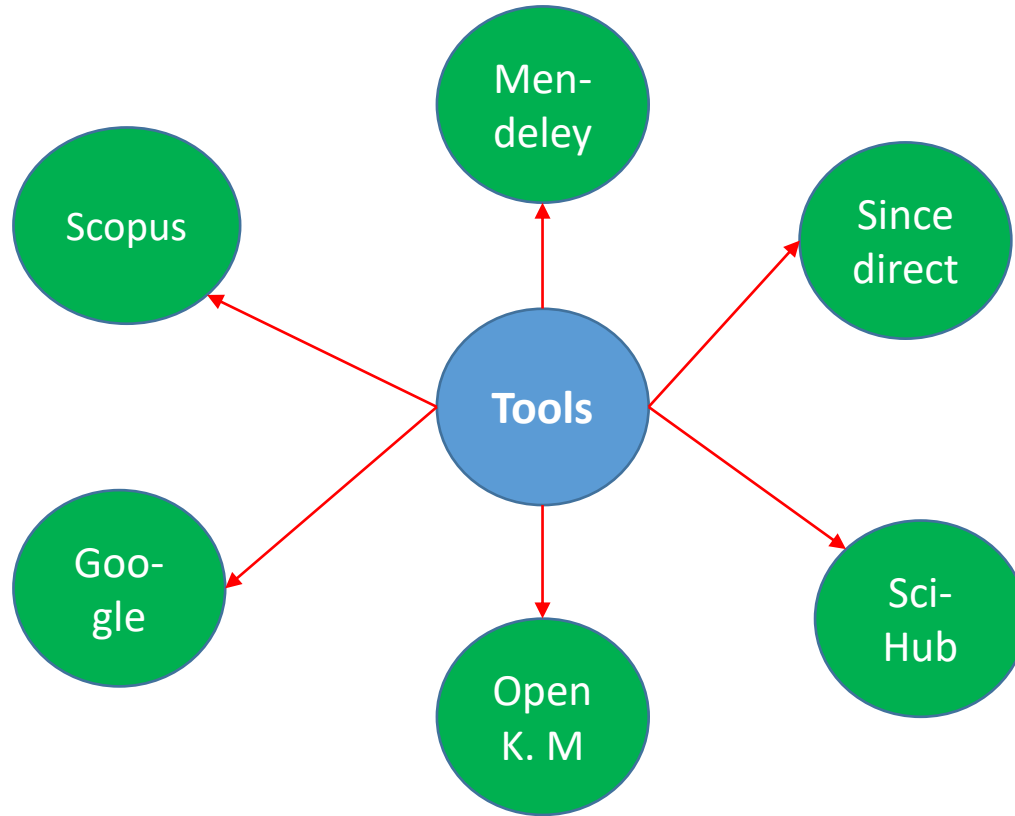 Men-
deley
Scopus
Since
direct
Tools
Goo-
gle
Sci-
Hub
Open
K. M